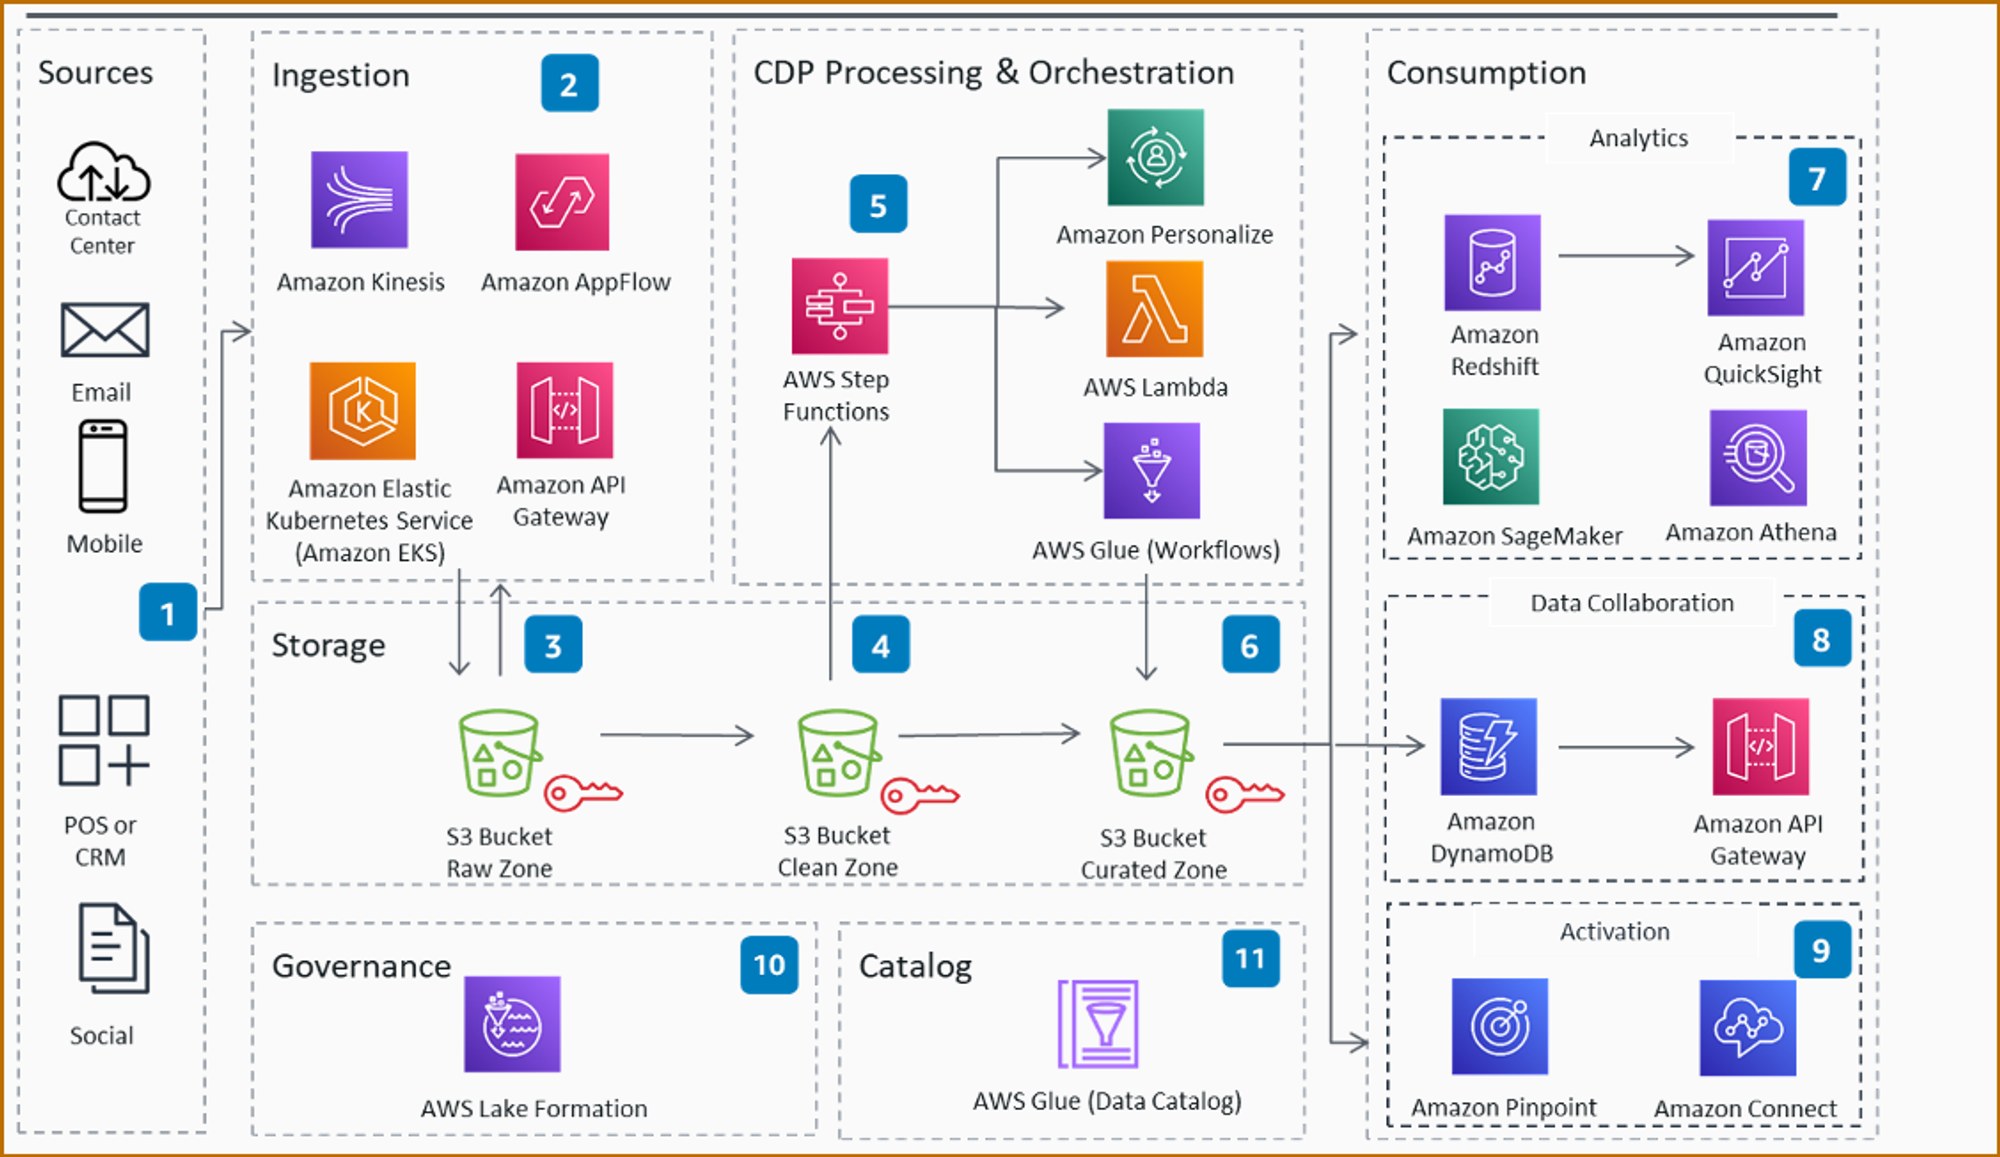 Sources
Contact
Center
Email
Mobile
1
POS or
CRM
Social
Ingestion
2
Amazon Kinesis
Amazon AppFlow
Amazon Elastic
Kubernetes Service
(Amazon EKS)
Amazon API
Gateway
CDP Processing & Orchestration
5
AWS Step
Functions
Amazon Personalize
AWS Lambda
AWS Glue (Workflows)
Storage
3
4
6
S3 Bucket
Raw Zone
S3 Bucket
Clean Zone
S3 Bucket
Curated Zone
Governance
10
AWS Lake Formation
Catalog
11
AWS Glue (Data Catalog)
Consumption
Analytics
7
Amazon
Redshift
Amazon
QuickSight
Amazon SageMaker
Amazon Athena
Data Collaboration
8
Amazon
DynamoDB
Amazon API
Gateway
Activation
9
Amazon Pinpoint
Amazon Connect